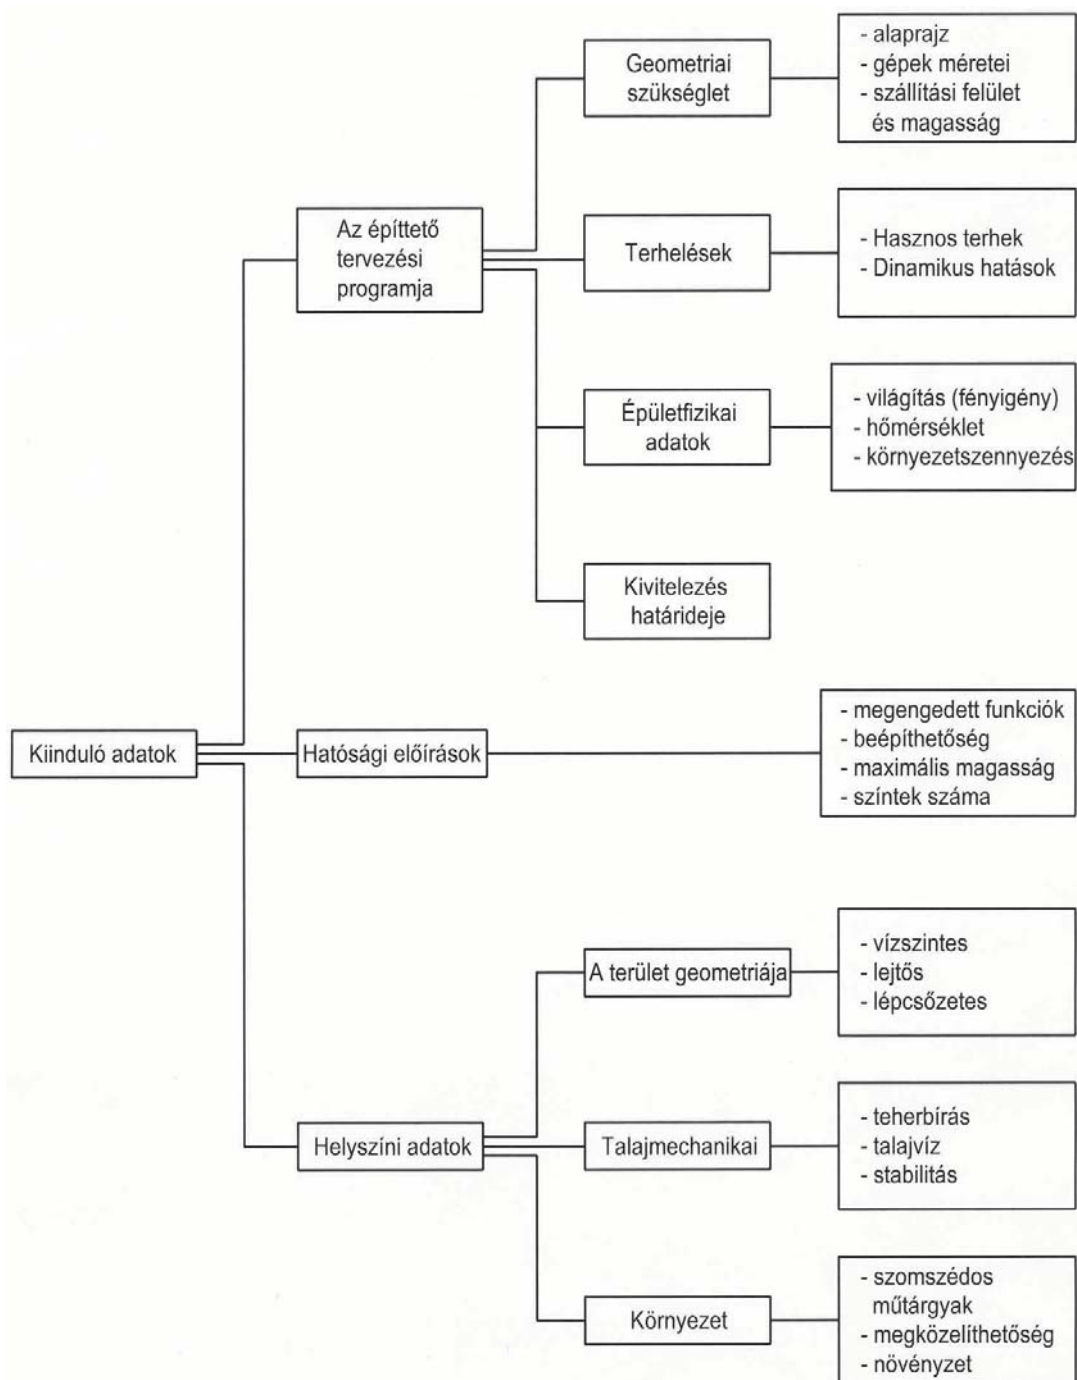 Geometriai
szükséglet
- alaprajz
- gépek méretei
- szállítási felület
és magasság
Az építtető
tervezési
programja
Terhelések
- Hasznos terhek
- Dinamikus hatások
Épületfizikai
adatok
- világítás (fényigény)
- hőmérséklet
- környezetszennyezés
Kivitelezés
határideje
Kiinduló adatok
Hatósági előírások
- megengedett funkciók
- beépíthetőség
- maximális magasság
- színtek száma
A terület geometriája
- vízszintes
- lejtős
- lépcsőzetes
Helyszíni adatok
Talajmechanikai
- teherbírás
- talajvíz
- stabilitás
Környezet
- szomszédos
műtárgyak
- megközelíthetőség
- növényzet